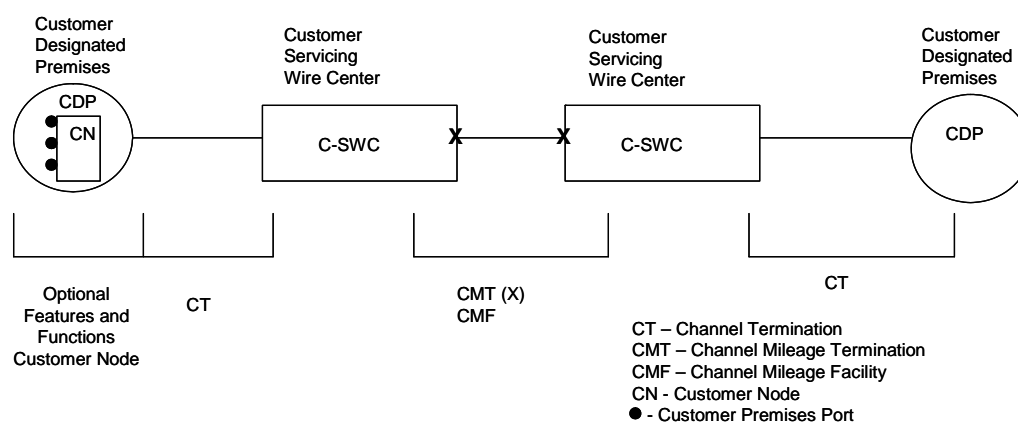 Customer
Designated
Premises
Customer
Servicing
Wire Center
Customer
Servicing
Wire Center
Customer
Designated
Premises
CDP
CN
C-SWC
X
X
C-SWC
CDP
Optional
Features and
Functions
Customer Node
CT
CMT (X)
CMF
CT
CT – Channel Termination
CMT – Channel Mileage Termination
CMF – Channel Mileage Facility
CN - Customer Node
● - Customer Premises Port